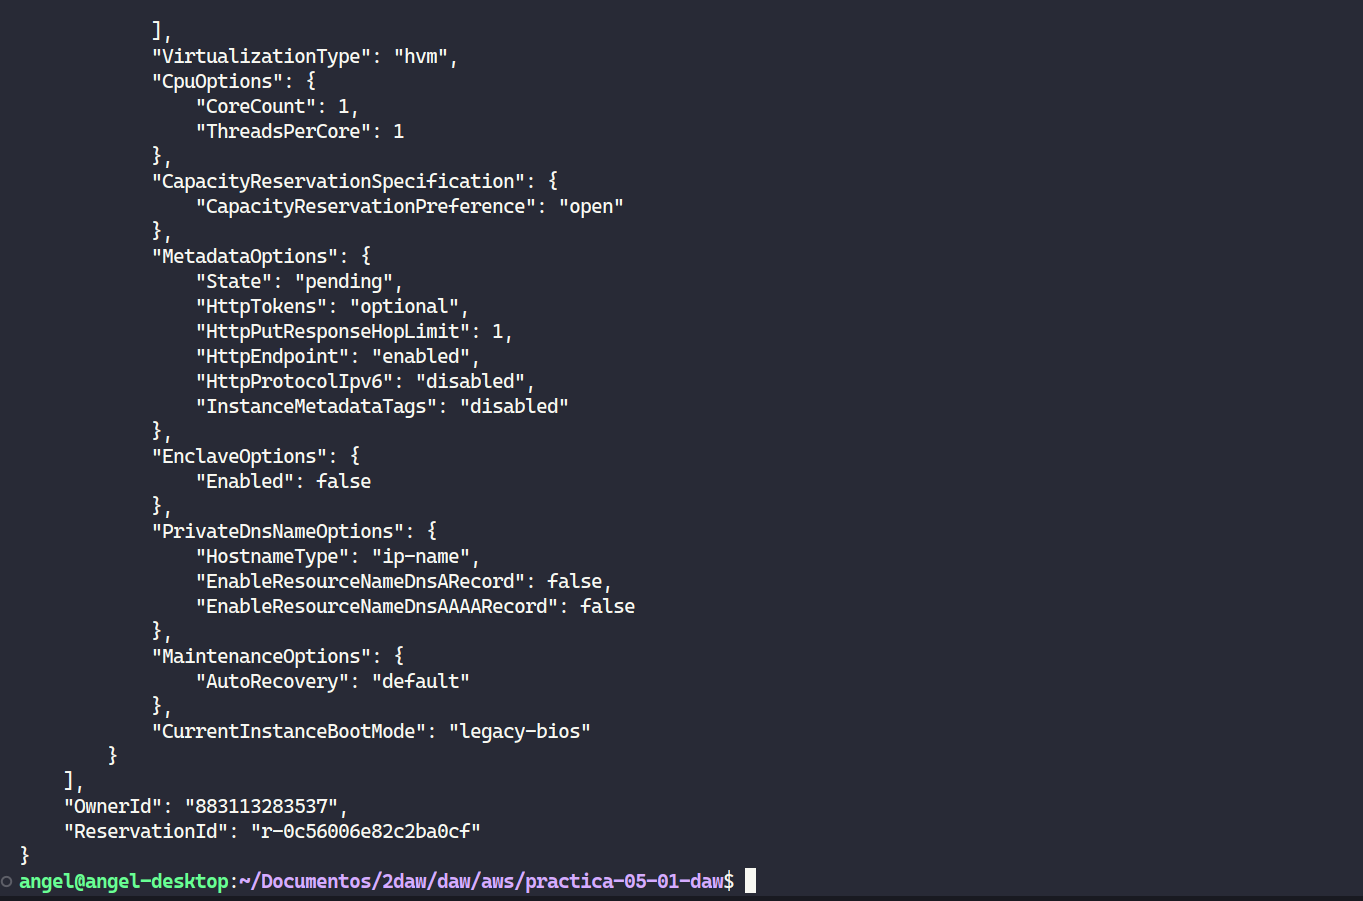 ],
            "VirtualizationType": "hvm",
            "CpuOptions": {
                "CoreCount": 1,
                "ThreadsPerCore": 1
            },
            "CapacityReservationSpecification": {
                "CapacityReservationPreference": "open"
            },
            "MetadataOptions": {
                "State": "pending",
                "HttpTokens": "optional",
                "HttpPutResponseHopLimit": 1,
                "HttpEndpoint": "enabled",
                "HttpProtocolIpv6": "disabled",
                "InstanceMetadataTags": "disabled"
            },
            "EnclaveOptions": {
                "Enabled": false
            },
            "PrivateDnsNameOptions": {
                "HostnameType": "ip-name",
                "EnableResourceNameDnsARecord": false,
                "EnableResourceNameDnsAAAARecord": false
            },
            "MaintenanceOptions": {
                "AutoRecovery": "default"
            },
            "CurrentInstanceBootMode": "legacy-bios"
        }
    ],
    "OwnerId": "883113283537",
    "ReservationId": "r-0c56006e82c2ba0cf"
}
angel@angel-desktop:~/Documentos/2daw/daw/aws/practica-05-01-daw$